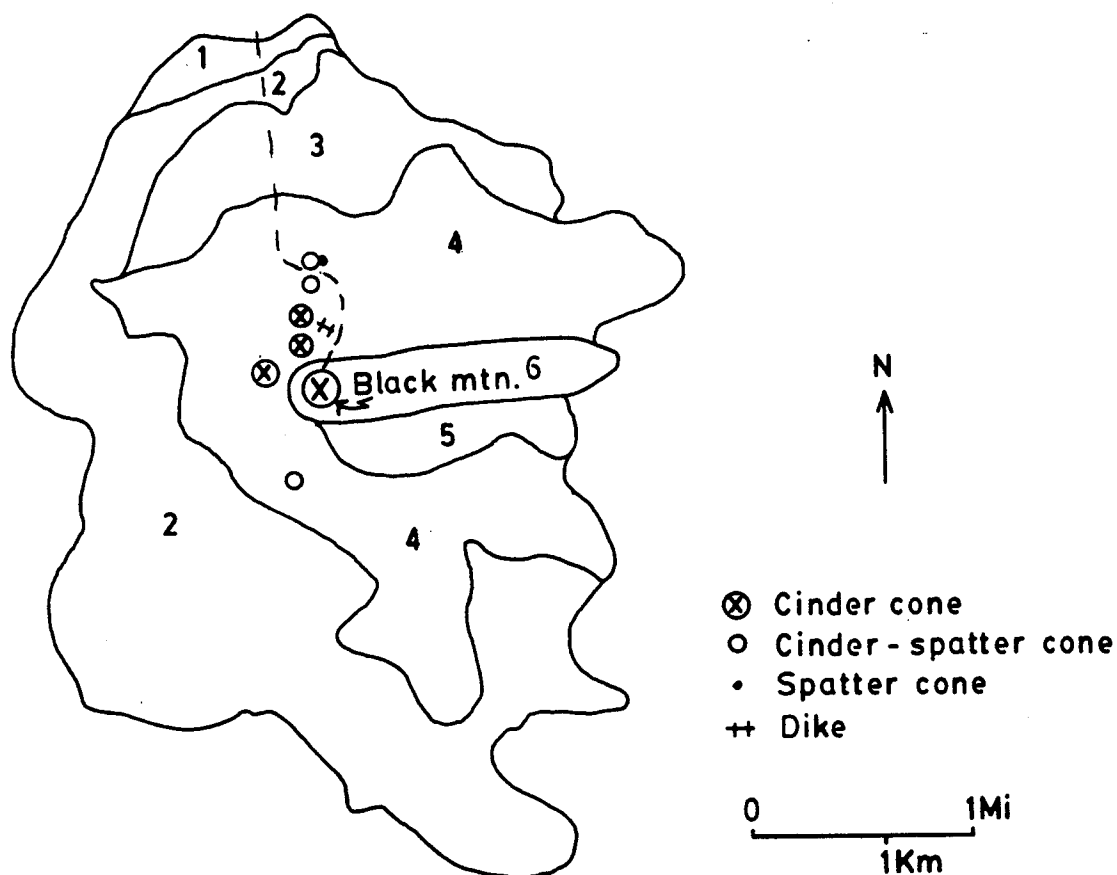 1
2
3
4
N
Black mtn. 6
5
2
4
Cinder cone
Cinder-spatter cone
Spatter cone
Dike
0 1Mi
1Km